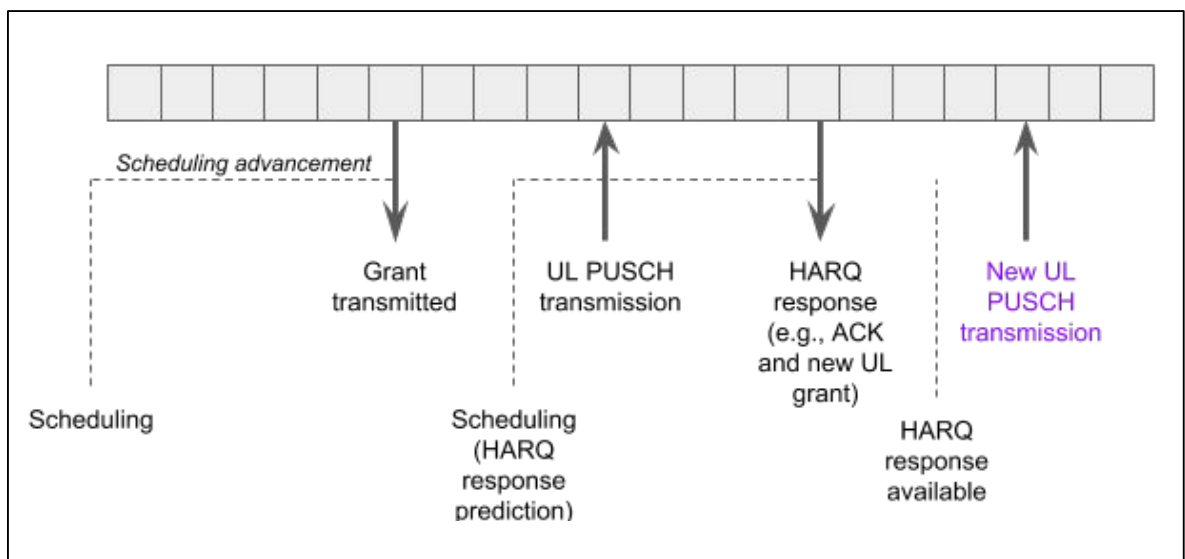 Scheduling advancement
Grant
transmitted
UL PUSCH
transmission
HARQ
response
(e.g., ACK
and new UL
grant)
New UL
PUSCH
transmission
Scheduling
Scheduling
(HARQ
response
prediction)
HARQ
response
available